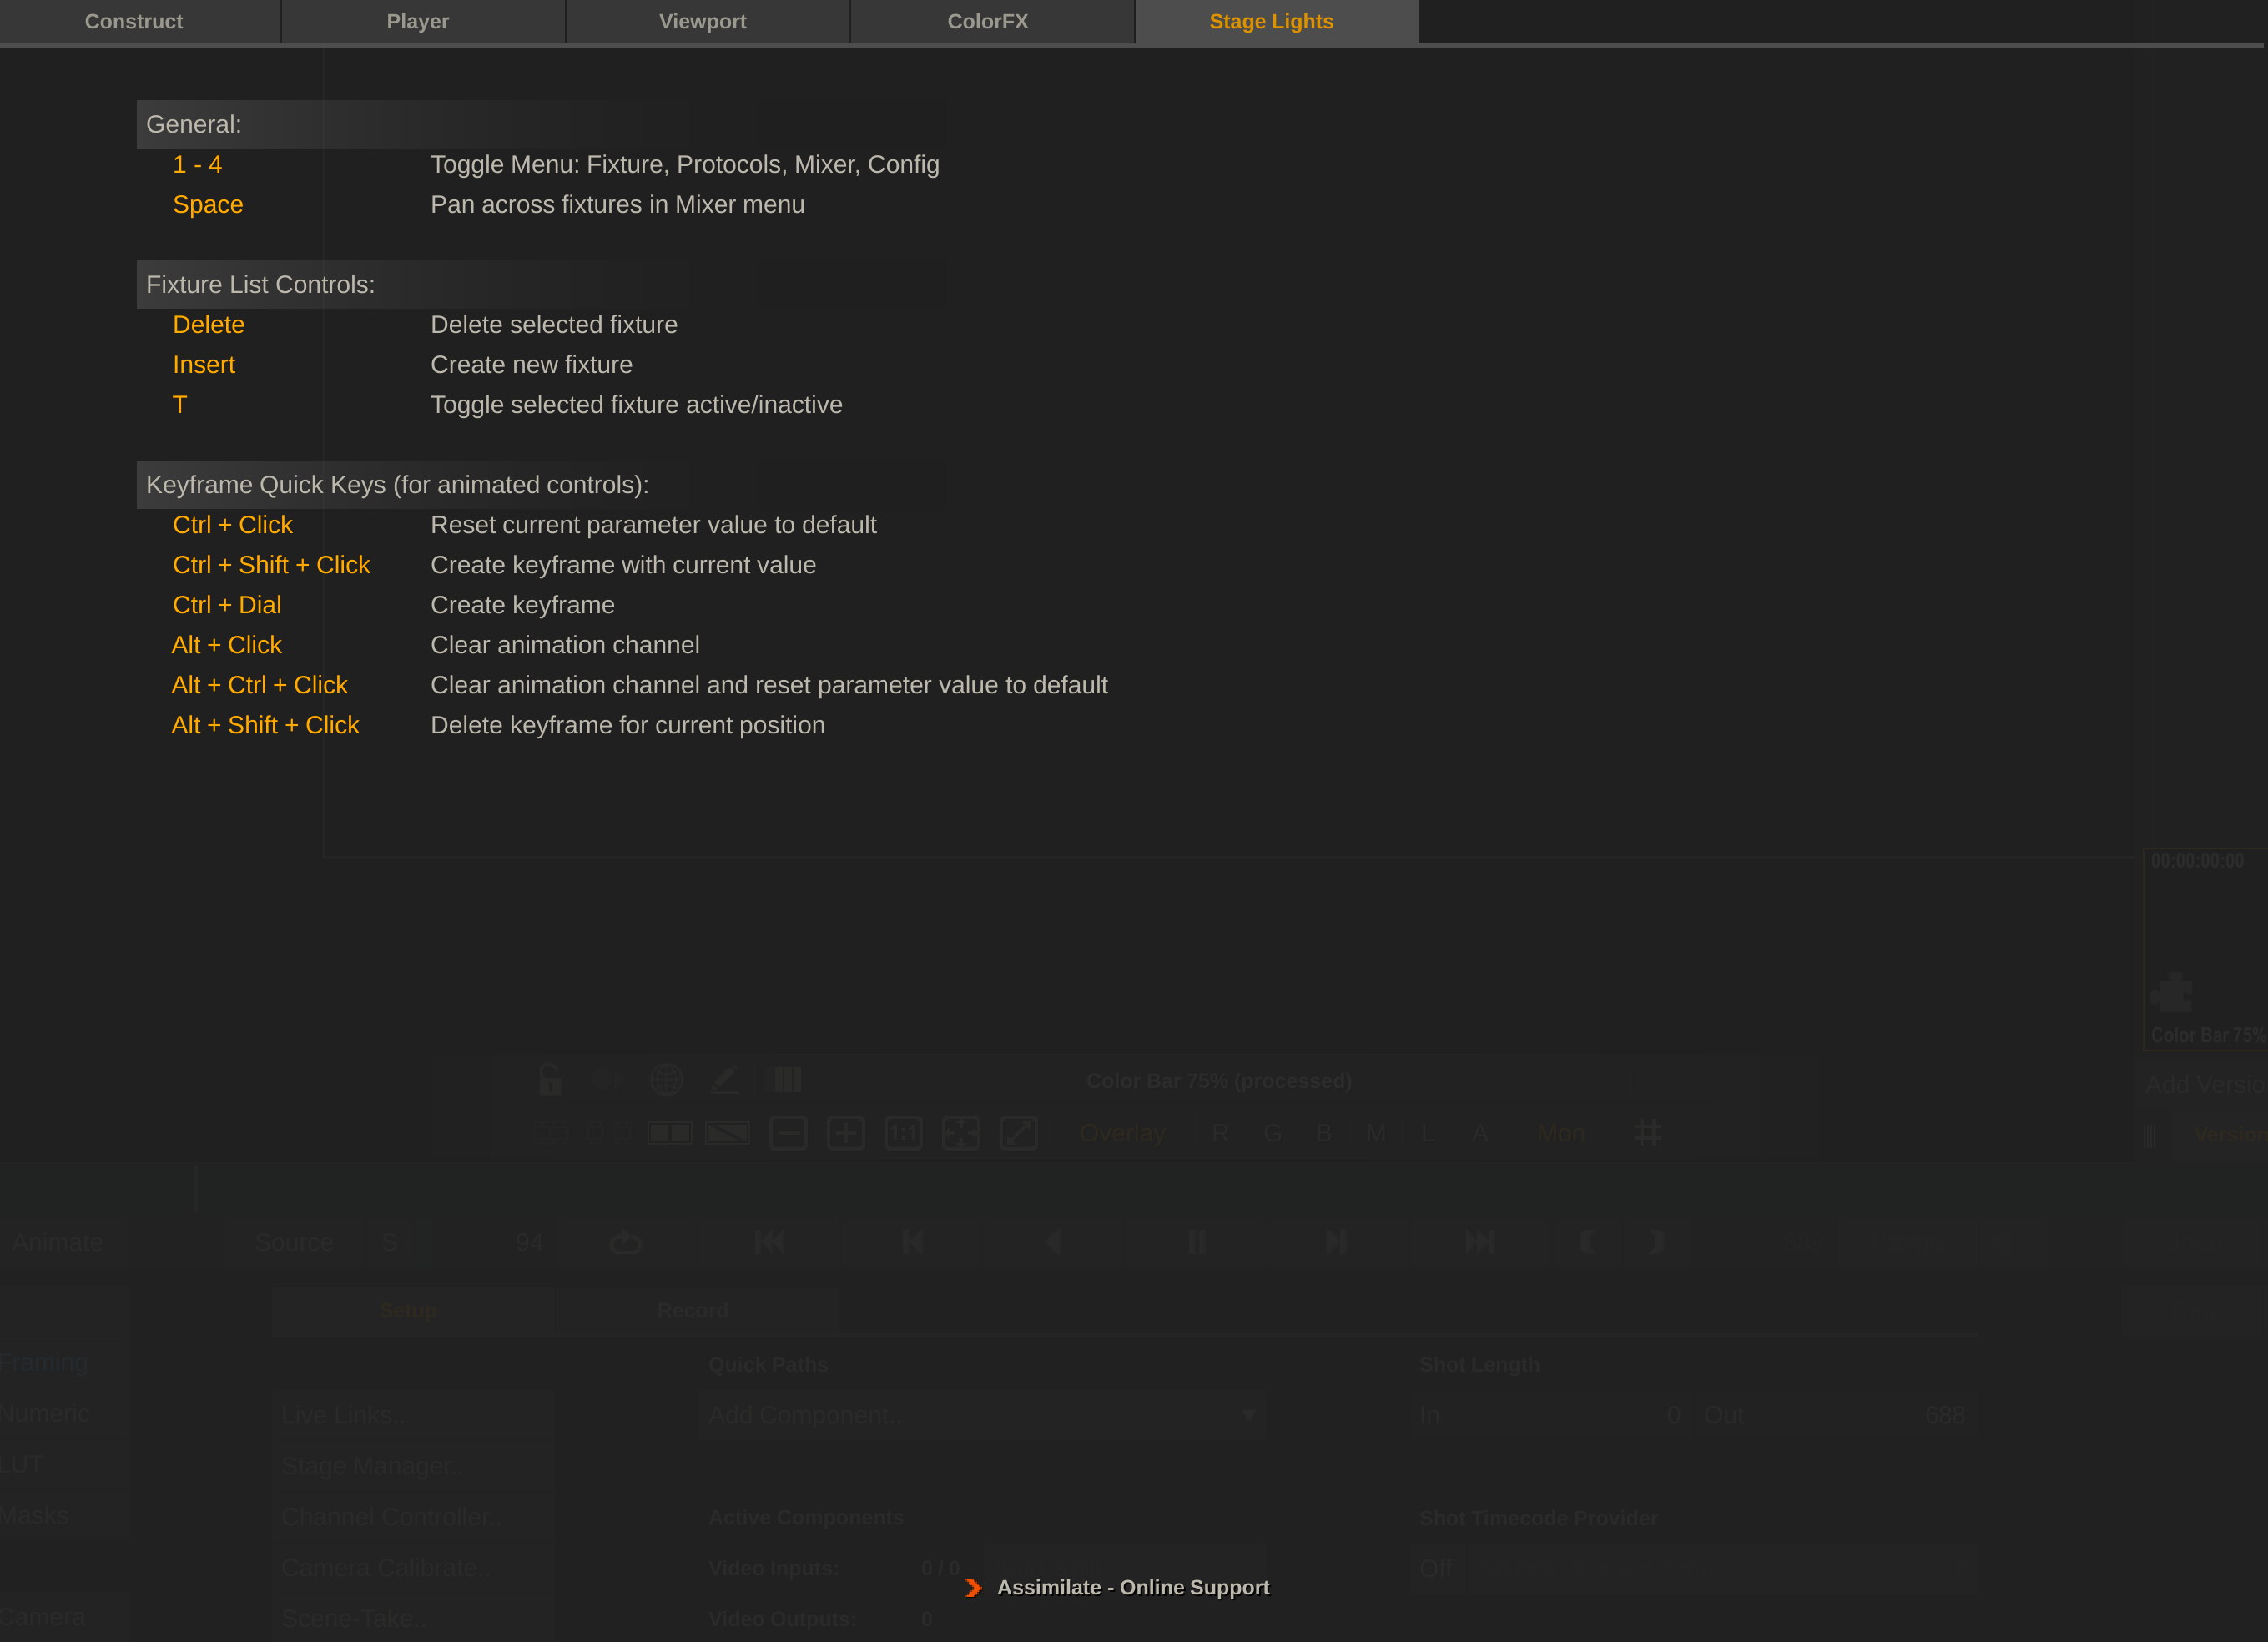 Construct Player Viewport ColorFX Stage Lights
General:
1 - 4 Toggle Menu: Fixture, Protocols, Mixer, Config
Space Pan across fixtures in Mixer menu
Fixture List Controls:
Delete Delete selected fixture
Insert Create new fixture
T Toggle selected fixture active/inactive
Keyframe Quick Keys (for animated controls):
Ctrl + Click Reset current parameter value to default
Ctrl + Shift + Click Create keyframe with current value
Ctrl + Dial Create keyframe
Alt + Click Clear animation channel
Alt + Ctrl + Click Clear animation channel and reset parameter value to default
Alt + Shift + Click Delete keyframe for current position
00:00:00:00
Color Bar 75%
Color Bar 75% (processed)
Add Versio
1:1 Overlay R G B M L A Mon
Version
Animate Source S 94
Setup Record
Framing Quick Paths Shot Length
Numeric Live Links.. Add Component.. In 0 Out 688
LUT Stage Manager..
Masks Channel Controller.. Active Components Shot Timecode Provider
Camera Calibrate.. Video Inputs: 0 / 0 Off
Assimilate - Online Support
Camera Scene-Take.. Video Outputs: 0